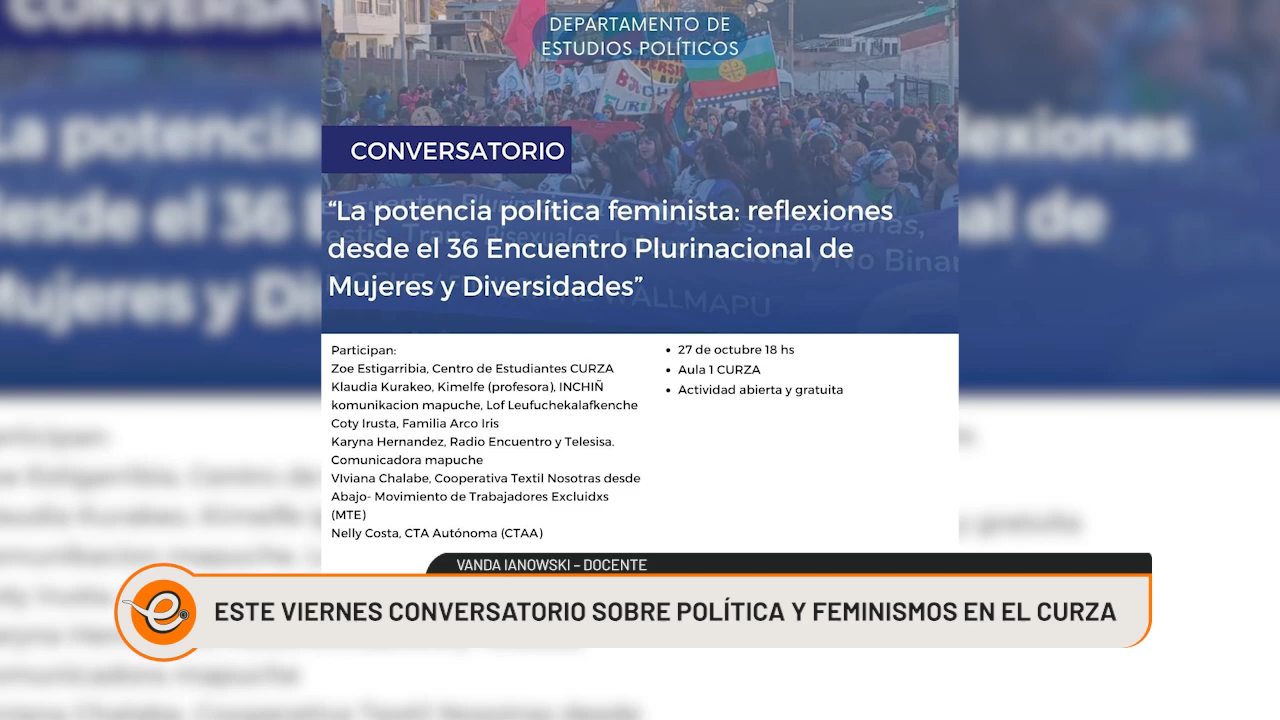 DEPARTAMENTO DE
ESTUDIOS POLÍTICOS
CONVERSATORIO
“La potencia política feminista: reflexiones
desde el 36 Encuentro Plurinacional de
Mujeres y Diversidades”
Participan:
Zoe Estigarribia, Centro de Estudiantes CURZA
Klaudia Kurakeo, Kimelfe (profesora), INCHIÑ
komunikacion mapuche, Lof Leufuchekalafkenche
Coty Irusta, Familia Arco Iris
Karyna Hernandez, Radio Encuentro y Telesisa.
Comunicadora mapuche
VIviana Chalabe, Cooperativa Textil Nosotras desde
Abajo- Movimiento de Trabajadores Excluidxs
(MTE)
Nelly Costa, CTA Autónoma (CTAA)
• 27 de octubre 18 hs
• Aula 1 CURZA
• Actividad abierta y gratuita
VANDA IANOWSKI – DOCENTE
ESTE VIERNES CONVERSATORIO SOBRE POLÍTICA Y FEMINISMOS EN EL CURZA